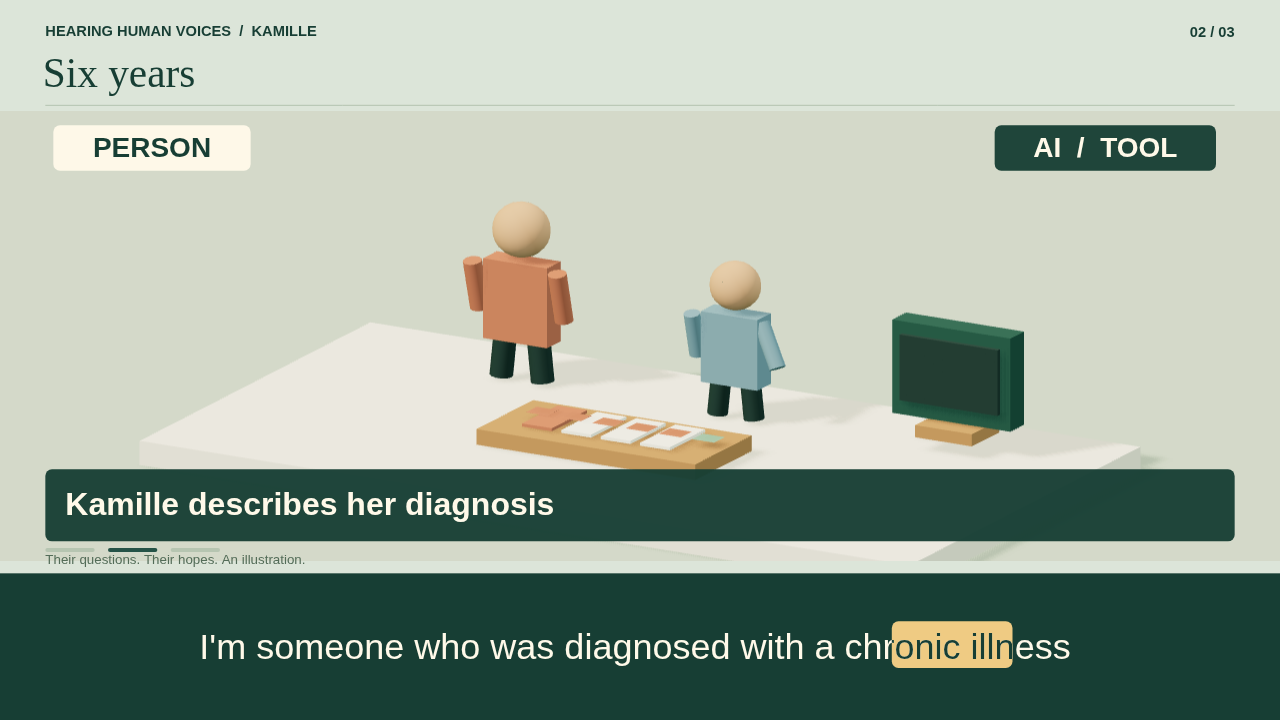 HEARING HUMAN VOICES / KAMILLE
02 / 03
Six years
PERSON
AI / TOOL
Kamille describes her diagnosis
Their questions. Their hopes. An illustration.
I'm someone who was diagnosed with a chronic illness